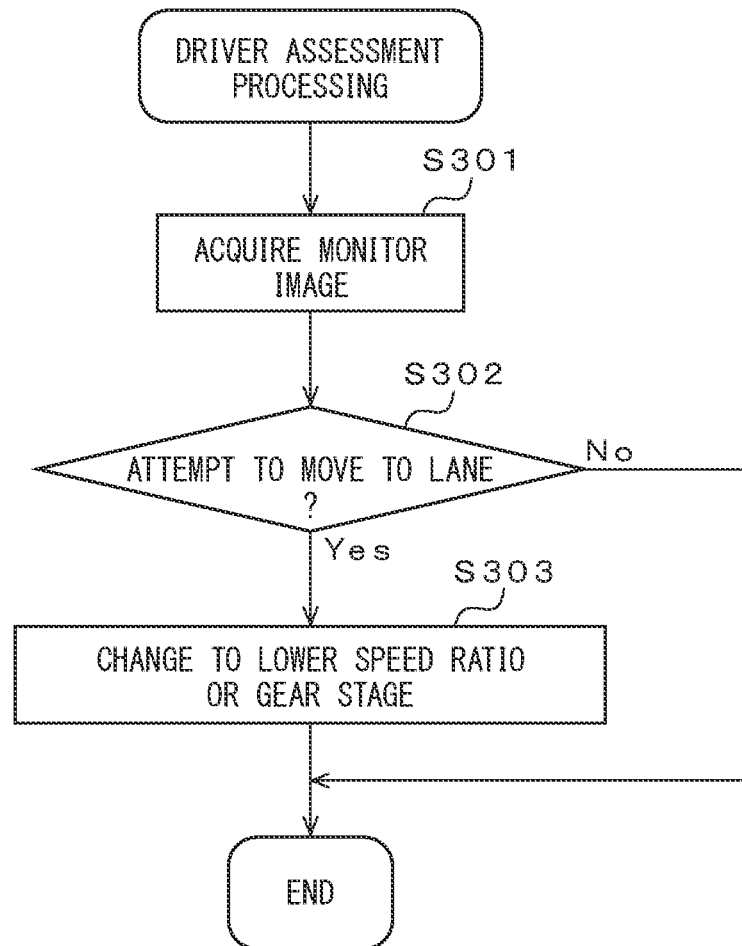 DRIVER ASSESSMENT
PROCESSING
S301
ACQUIRE MONITOR
IMAGE
S302
ATTEMPT TO MOVE TO LANE
?
No
Yes
S303
CHANGE TO LOWER SPEED RATIO
OR GEAR STAGE
END